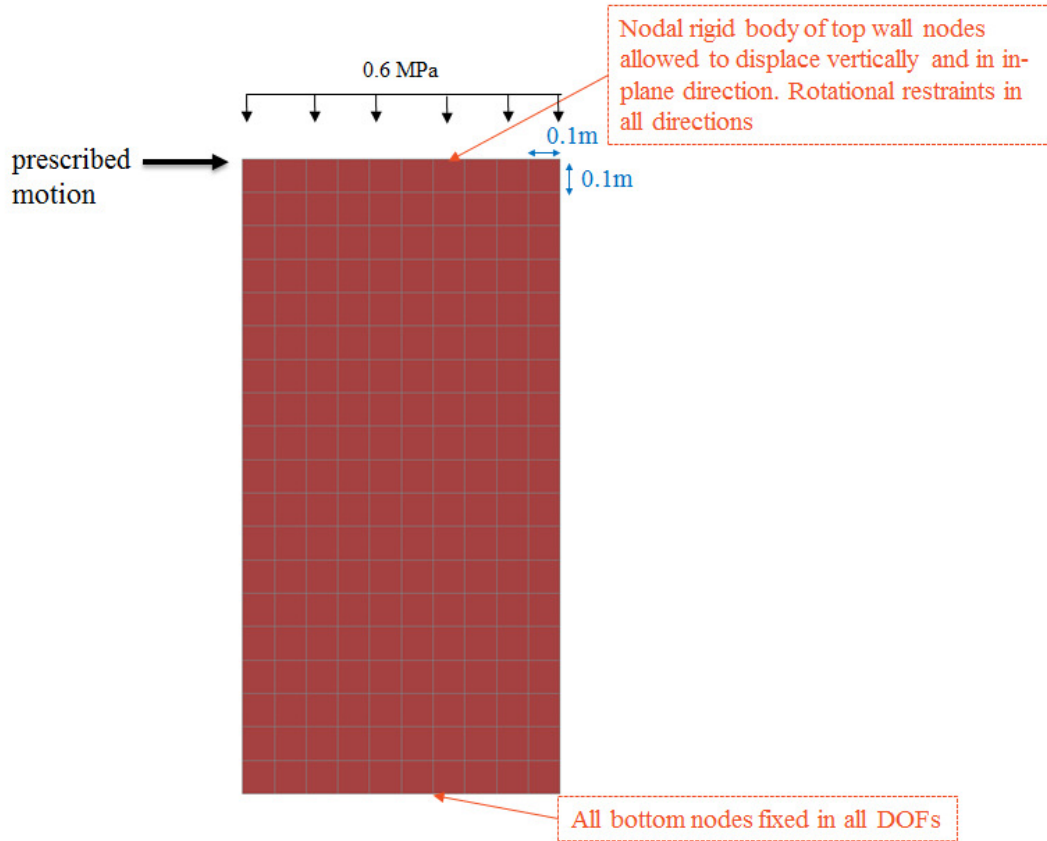 Nodal rigid body of top wall nodes
allowed to displace vertically and in in-
plane direction. Rotational restraints in
all directions
0.6 MPa
0.1m
prescribed
motion
0.1m
All bottom nodes fixed in all DOFs